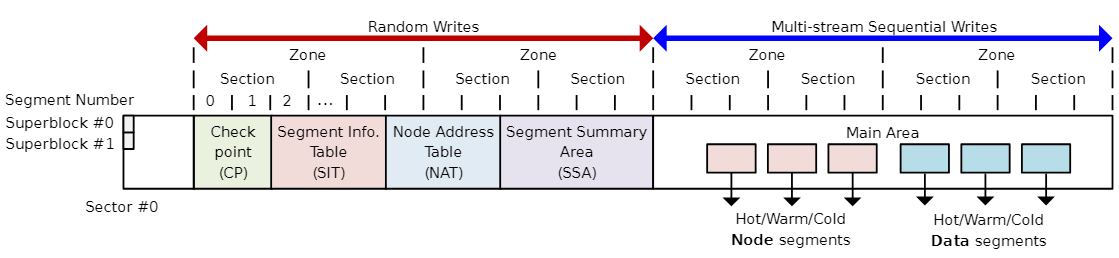 Random Writes
Multi-stream Sequential Writes
Zone
Zone
Zone
Zone
Section
Section
Section
Section
Section
Section
Section
Section
Segment Number
0
1
2
...
Superblock #0
Superblock #1
Check
point
(CP)
Segment Info.
Table
(SIT)
Node Address
Table
(NAT)
Segment Summary
Area
(SSA)
Main Area
Sector #0
Hot/Warm/Cold
Node segments
Hot/Warm/Cold
Data segments